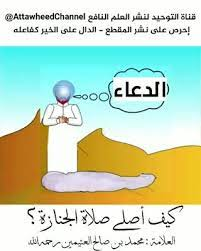 قناة التوحيد لنشر العلم النافع AttawheedChannel@
إحرص على نشر المقطع - الدال على الخير كفاعله
الدعاء
كيف أصلي صلاة الجنازة ؟
العلامة : محمد بن صالح العثيمين رحمه الله